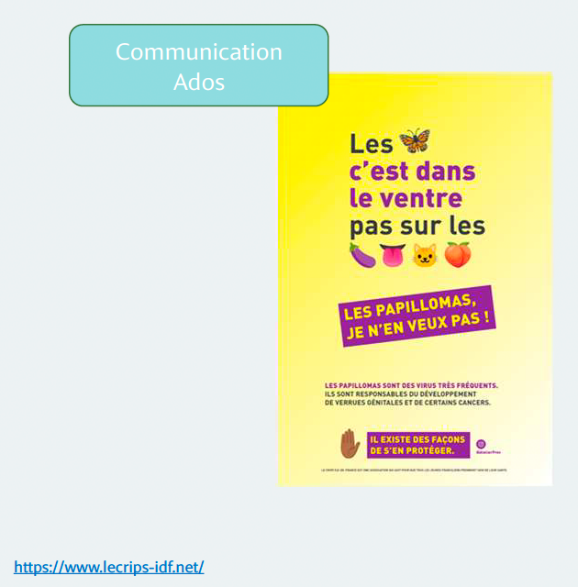 Communication
Ados
Les 🦋
c'est dans
le ventre
pas sur les
🍆 👅 🐱 🍑
LES PAPILLOMAS,
JE N'EN VEUX PAS !
LES PAPILLOMAS SONT DES VIRUS TRÈS FRÉQUENTS.
ILS SONT RESPONSABLES DU DÉVELOPPEMENT
DE VERRUES GÉNITALES ET DE CERTAINS CANCERS.
IL EXISTE DES FAÇONS
DE S'EN PROTÉGER.
https://www.lecrips-idf.net/